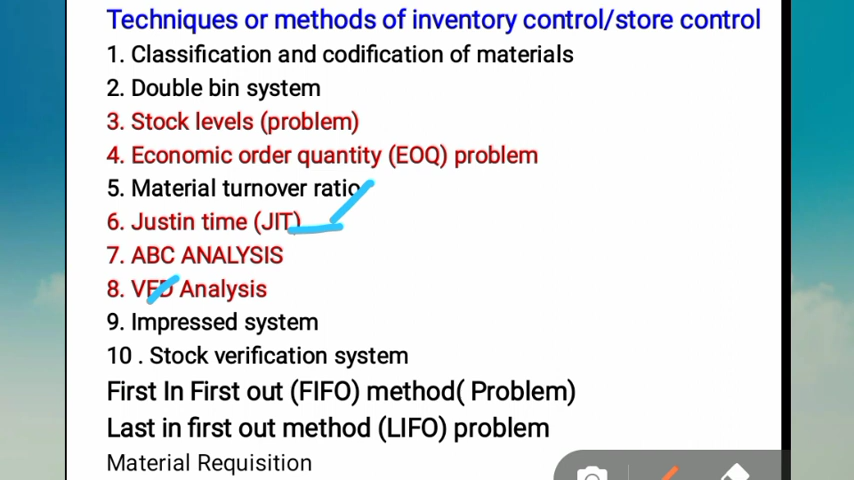 Techniques or methods of inventory control/store control
1. Classification and codification of materials
2. Double bin system
3. Stock levels (problem)
4. Economic order quantity (EOQ) problem
5. Material turnover ratio
6. Justin time (JIT)
7. ABC ANALYSIS
8. VED Analysis
9. Impressed system
10 . Stock verification system
First In First out (FIFO) method( Problem)
Last in first out method (LIFO) problem
Material Requisition